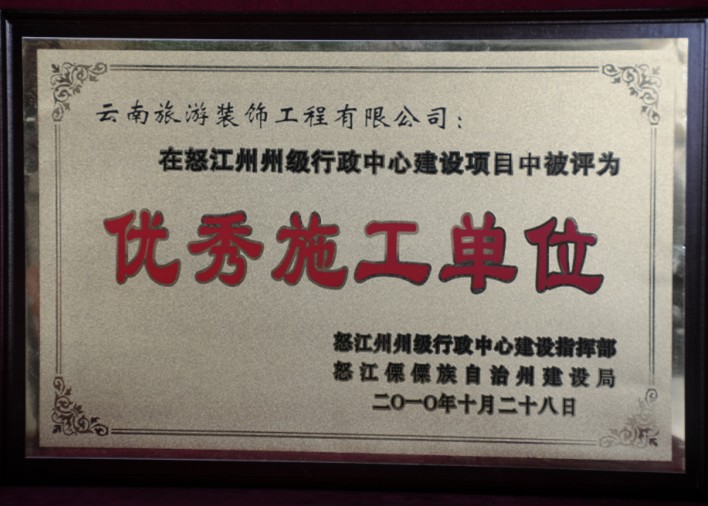 云南旅游装饰工程有限公司：
在怒江州州级行政中心建设项目中被评为
优秀施工单位
怒江州州级行政中心建设指挥部
怒江傈僳族自治州建设局
二〇一〇年十月二十八日